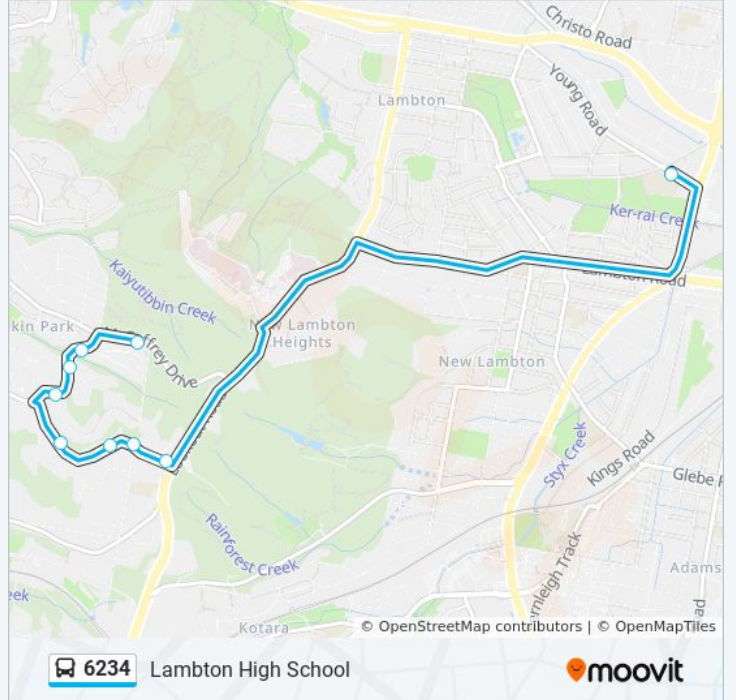 Christo Road
Young Road
Lambton
Ker-rai Creek
Lambton Road
Kaiyutibbin Creek
kin Park
New Lambton
Heights
New Lambton
Styx Creek
Kings Road
Glebe
Rainforest Creek
Adams
eek
Kotara
© OpenStreetMap contributors | © OpenMapTiles
6234 Lambton High School
moovit